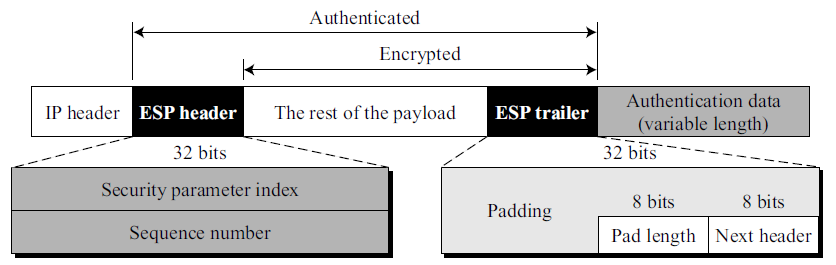 Authenticated
Encrypted
IP header
ESP header
The rest of the payload
ESP trailer
Authentication data
(variable length)
32 bits
32 bits
Security parameter index
Sequence number
Padding
8 bits
8 bits
Pad length
Next header